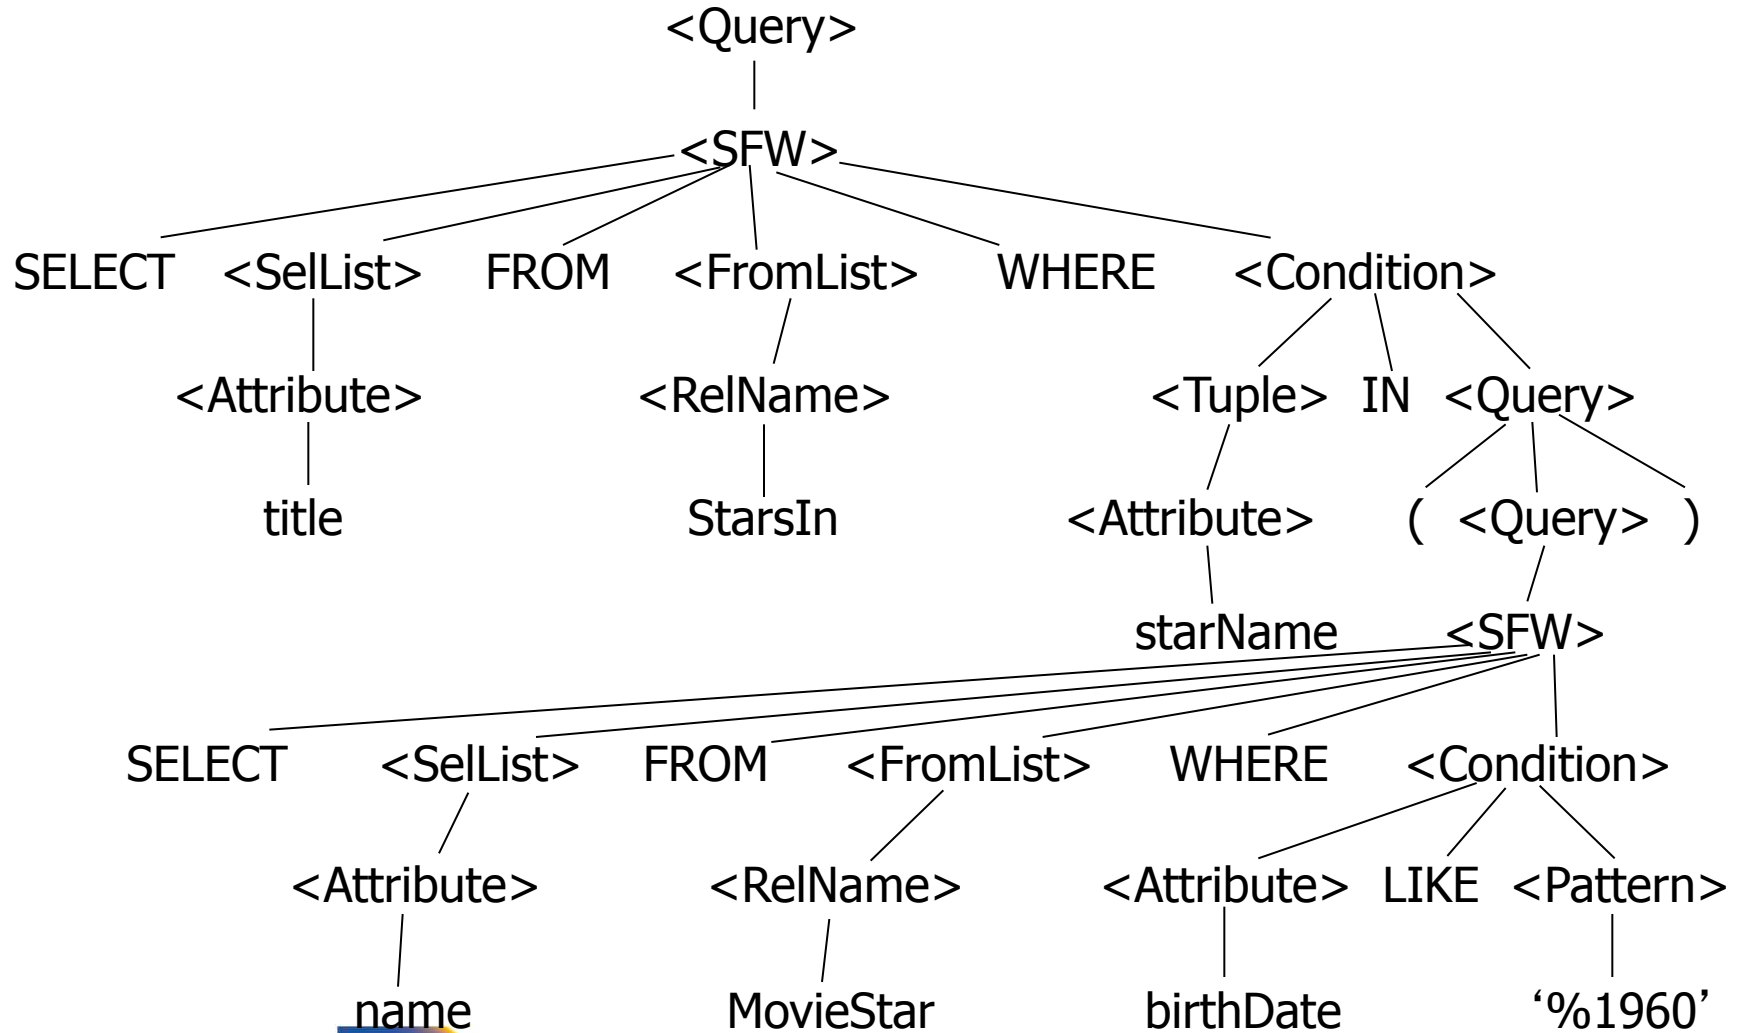 <Query>
<SFW>
SELECT <SelList> FROM <FromList> WHERE <Condition>
<Attribute> <RelName> <Tuple> IN <Query>
title StarsIn <Attribute> ( <Query> )
starName <SFW>
SELECT <SelList> FROM <FromList> WHERE <Condition>
<Attribute> <RelName> <Attribute> LIKE <Pattern>
name MovieStar birthDate ‘%1960’